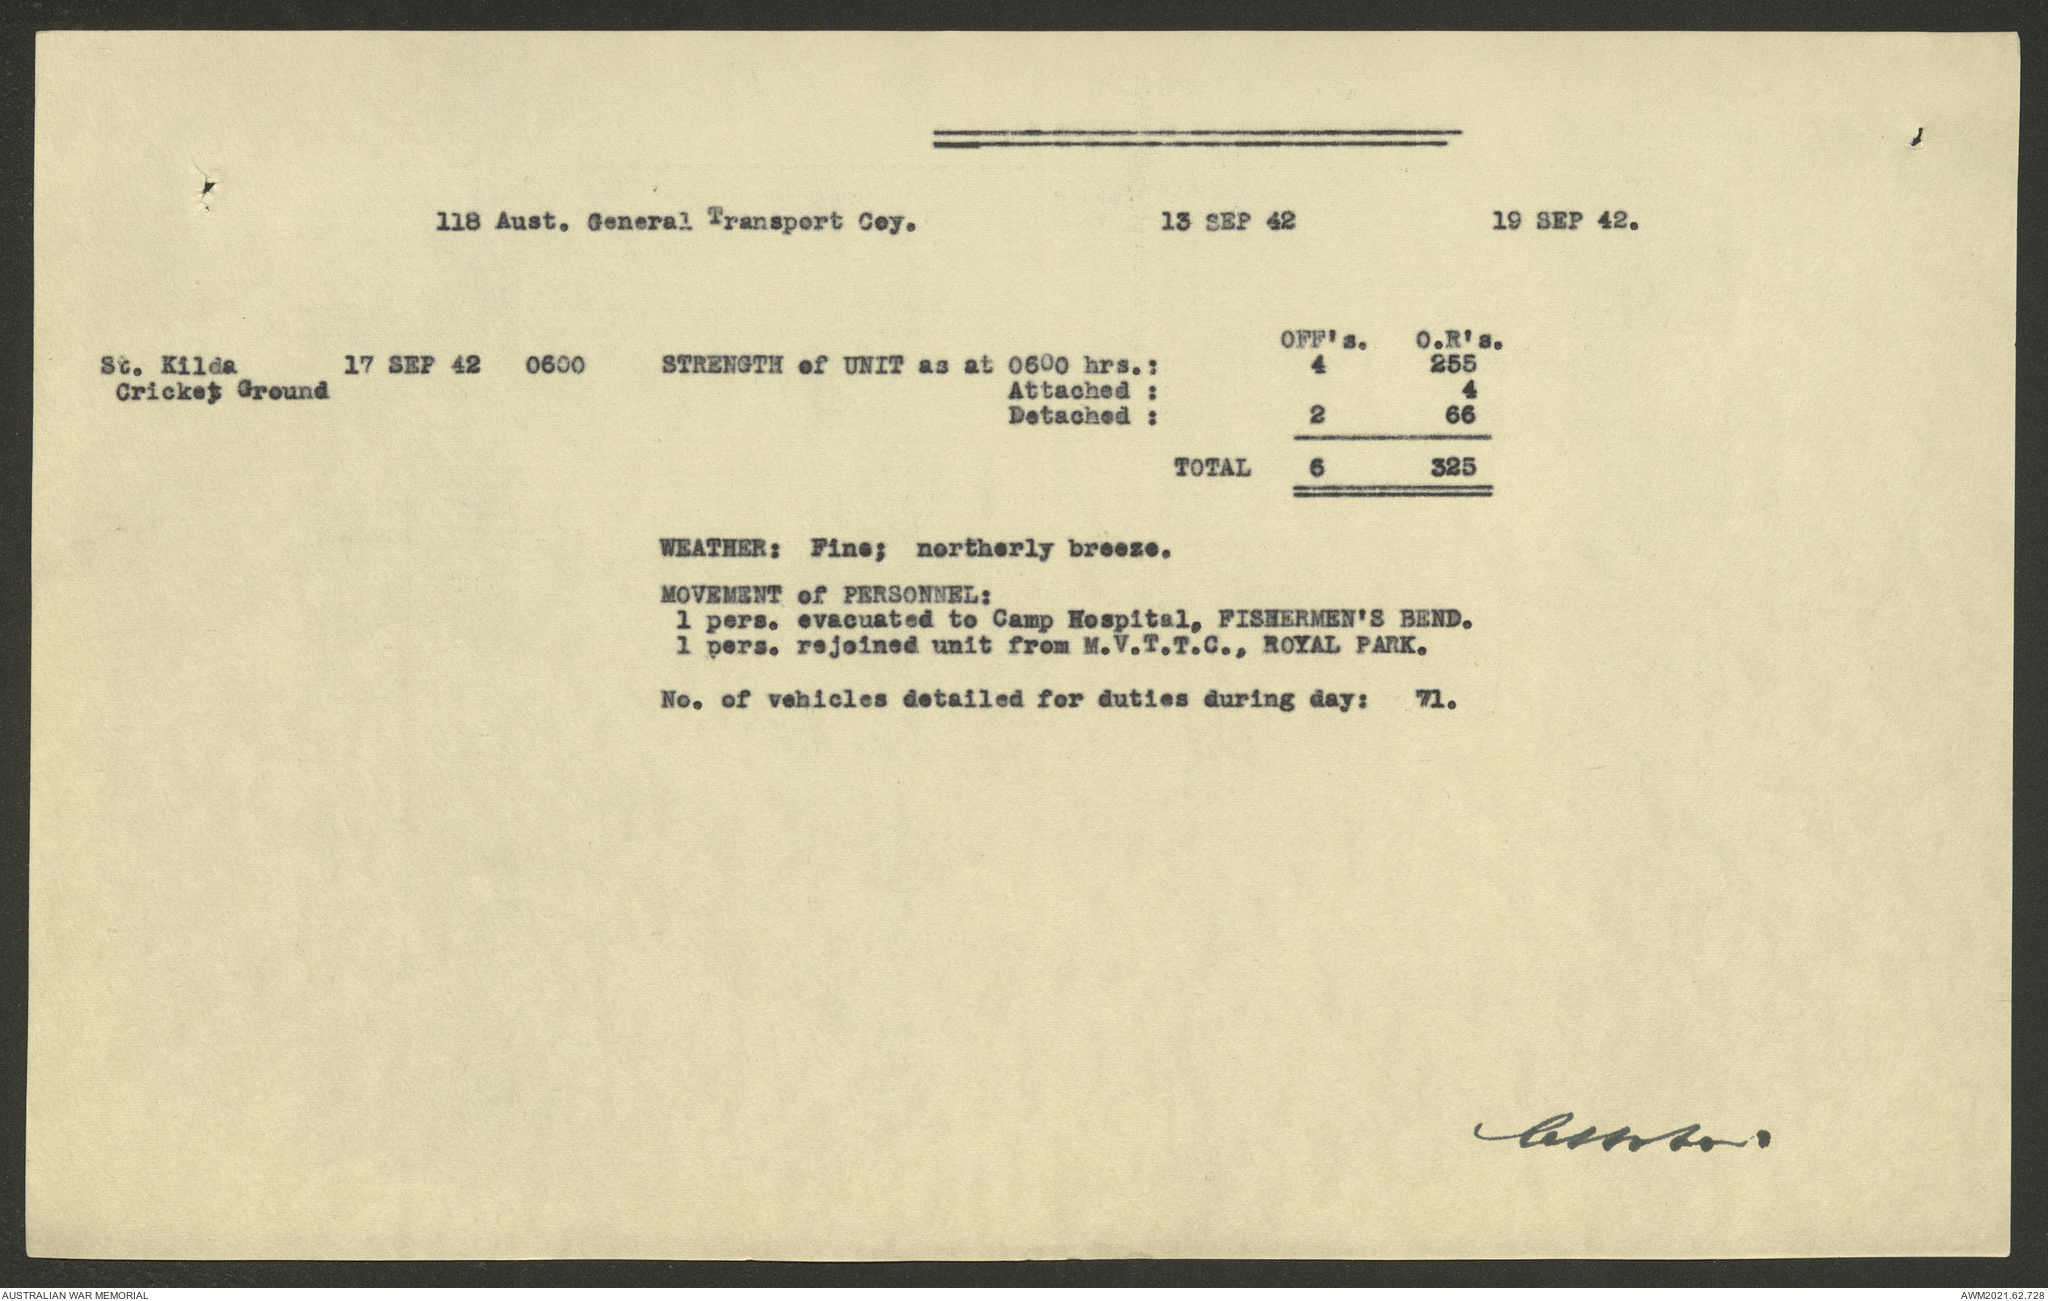 118 Aust. General Transport Coy. 13 SEP 42 19 SEP 42.
OFF's. O.R's.
St. Kilda 17 SEP 42 0600 STRENGTH of UNIT as at 0600 hrs.: 4 255
Cricket Ground Attached : 4
Detached : 2 66
TOTAL 6 325
WEATHER: Fine; northerly breeze.
MOVEMENT of PERSONNEL:
1 pers. evacuated to Camp Hospital, FISHERMEN'S BEND.
1 pers. rejoined unit from M.V.T.T.C., ROYAL PARK.
No. of vehicles detailed for duties during day: 71.
AUSTRALIAN WAR MEMORIAL AWM2021.62.728